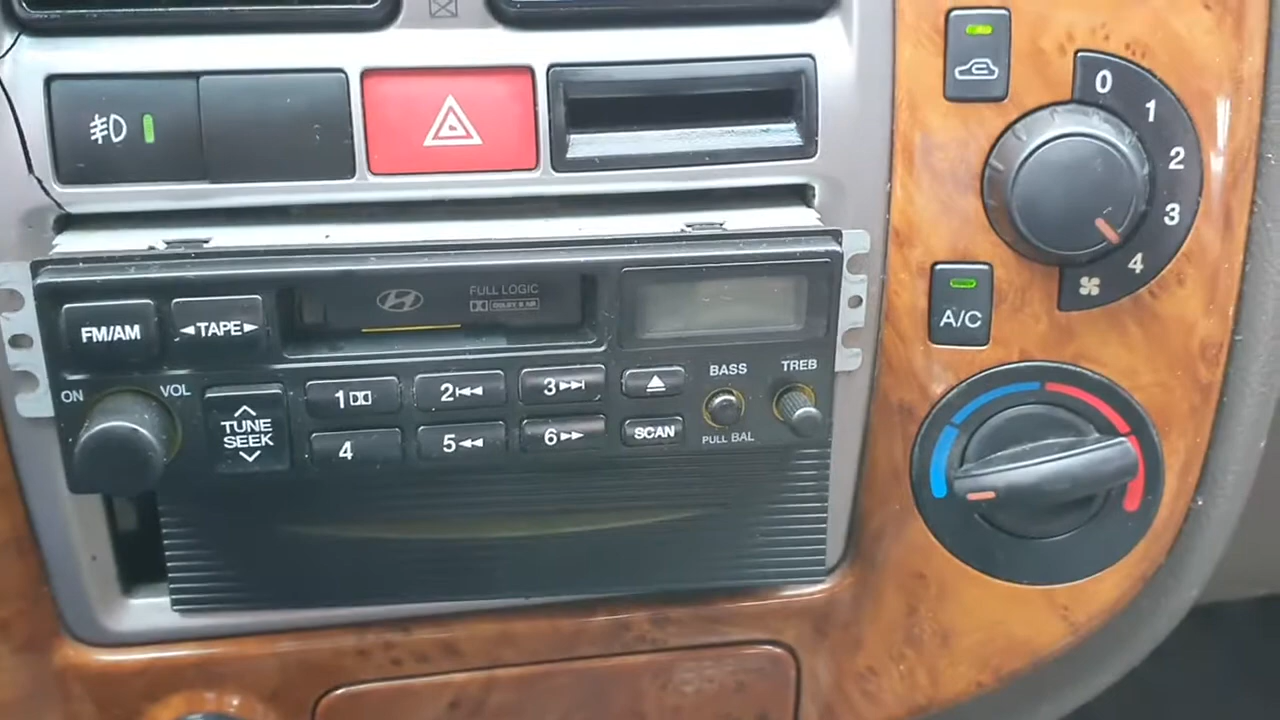 0
1
2
3
4
A/C
FULL LOGIC
DOLBY B NR
FM/AM
◄TAPE►
ON
VOL
TUNE
SEEK
1
2
3
4
5
6
SCAN
BASS
TREB
PULL BAL